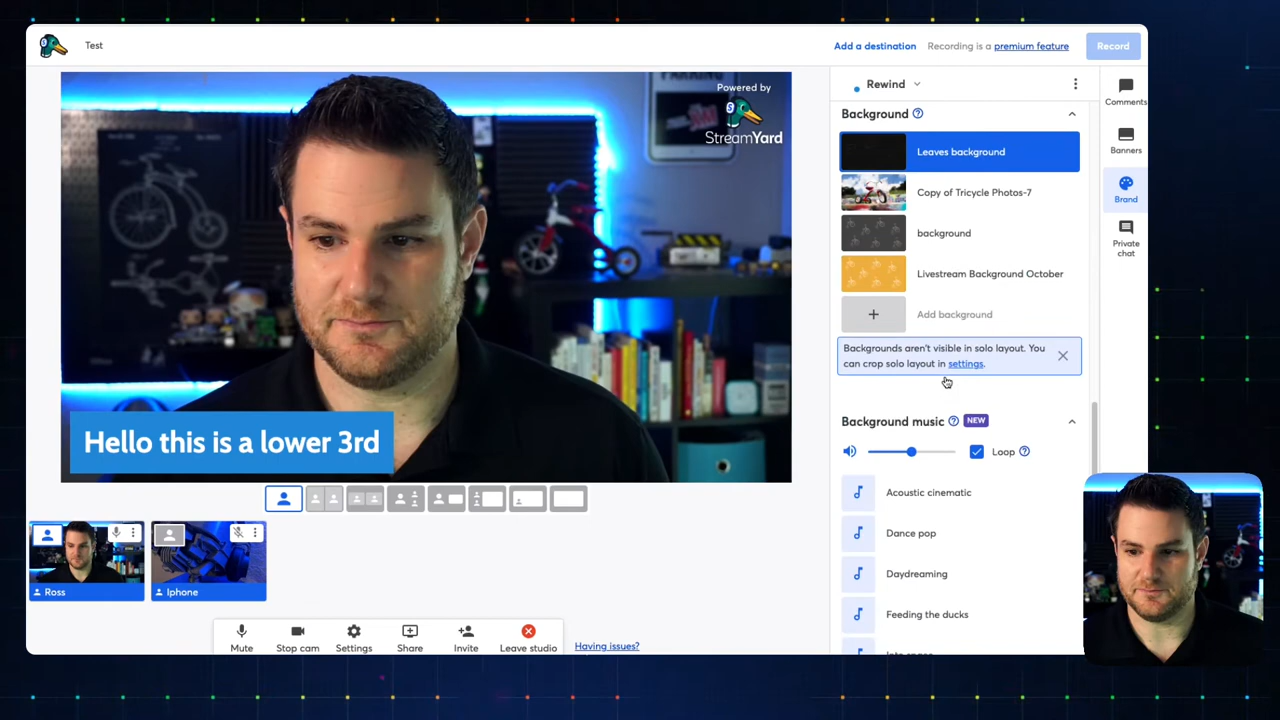 Test
Add a destination
Recording is a premium feature
Record
Powered by
StreamYard
Hello this is a lower 3rd
Ross
Iphone
Mute
Stop cam
Settings
Share
Invite
Leave studio
Having issues?
Rewind
Background
Leaves background
Copy of Tricycle Photos-7
background
Livestream Background October
Add background
Backgrounds aren't visible in solo layout. You
can crop solo layout in settings.
Background music NEW
Loop
Acoustic cinematic
Dance pop
Daydreaming
Feeding the ducks
Comments
Banners
Brand
Private
chat